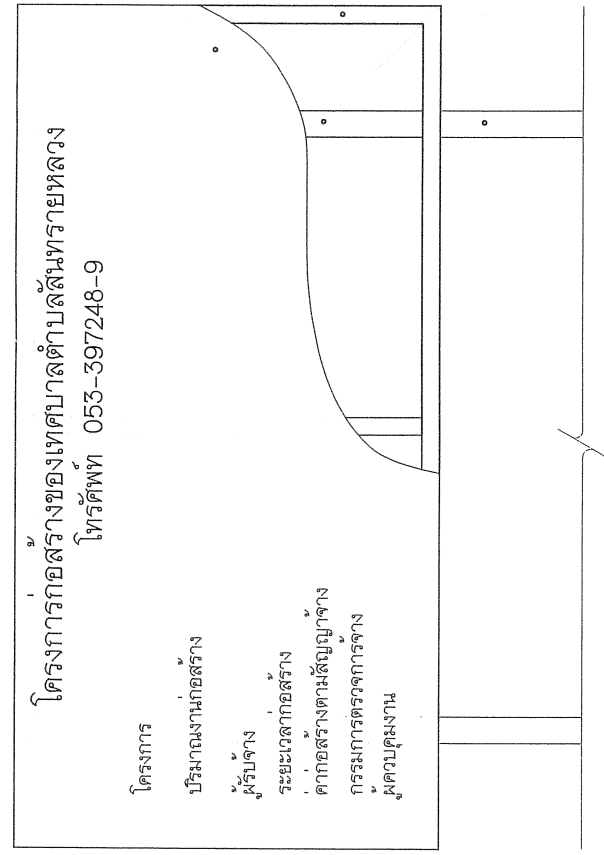 โครงการก่อสร้างของเทศบาลตำบลสันทรายหลวง
โทรศัพท์ 053-397248-9
โครงการ
ปริมาณงานก่อสร้าง
ผู้รับจ้าง
ระยะเวลาก่อสร้าง
ค่าก่อสร้างตามสัญญาจ้าง
กรรมการตรวจการจ้าง
ผู้ควบคุมงาน